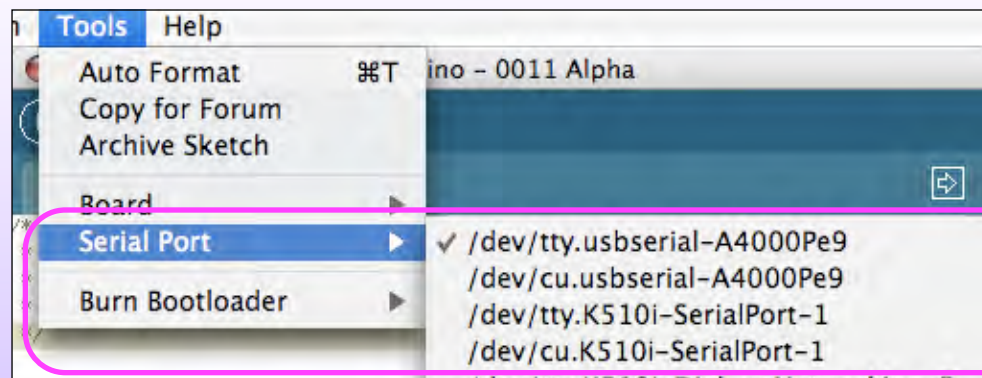 Tools Help
Auto Format ⌘T ino – 0011 Alpha
Copy for Forum
Archive Sketch
Board
Serial Port ✓ /dev/tty.usbserial-A4000Pe9
/dev/cu.usbserial-A4000Pe9
Burn Bootloader /dev/tty.K510i-SerialPort-1
/dev/cu.K510i-SerialPort-1